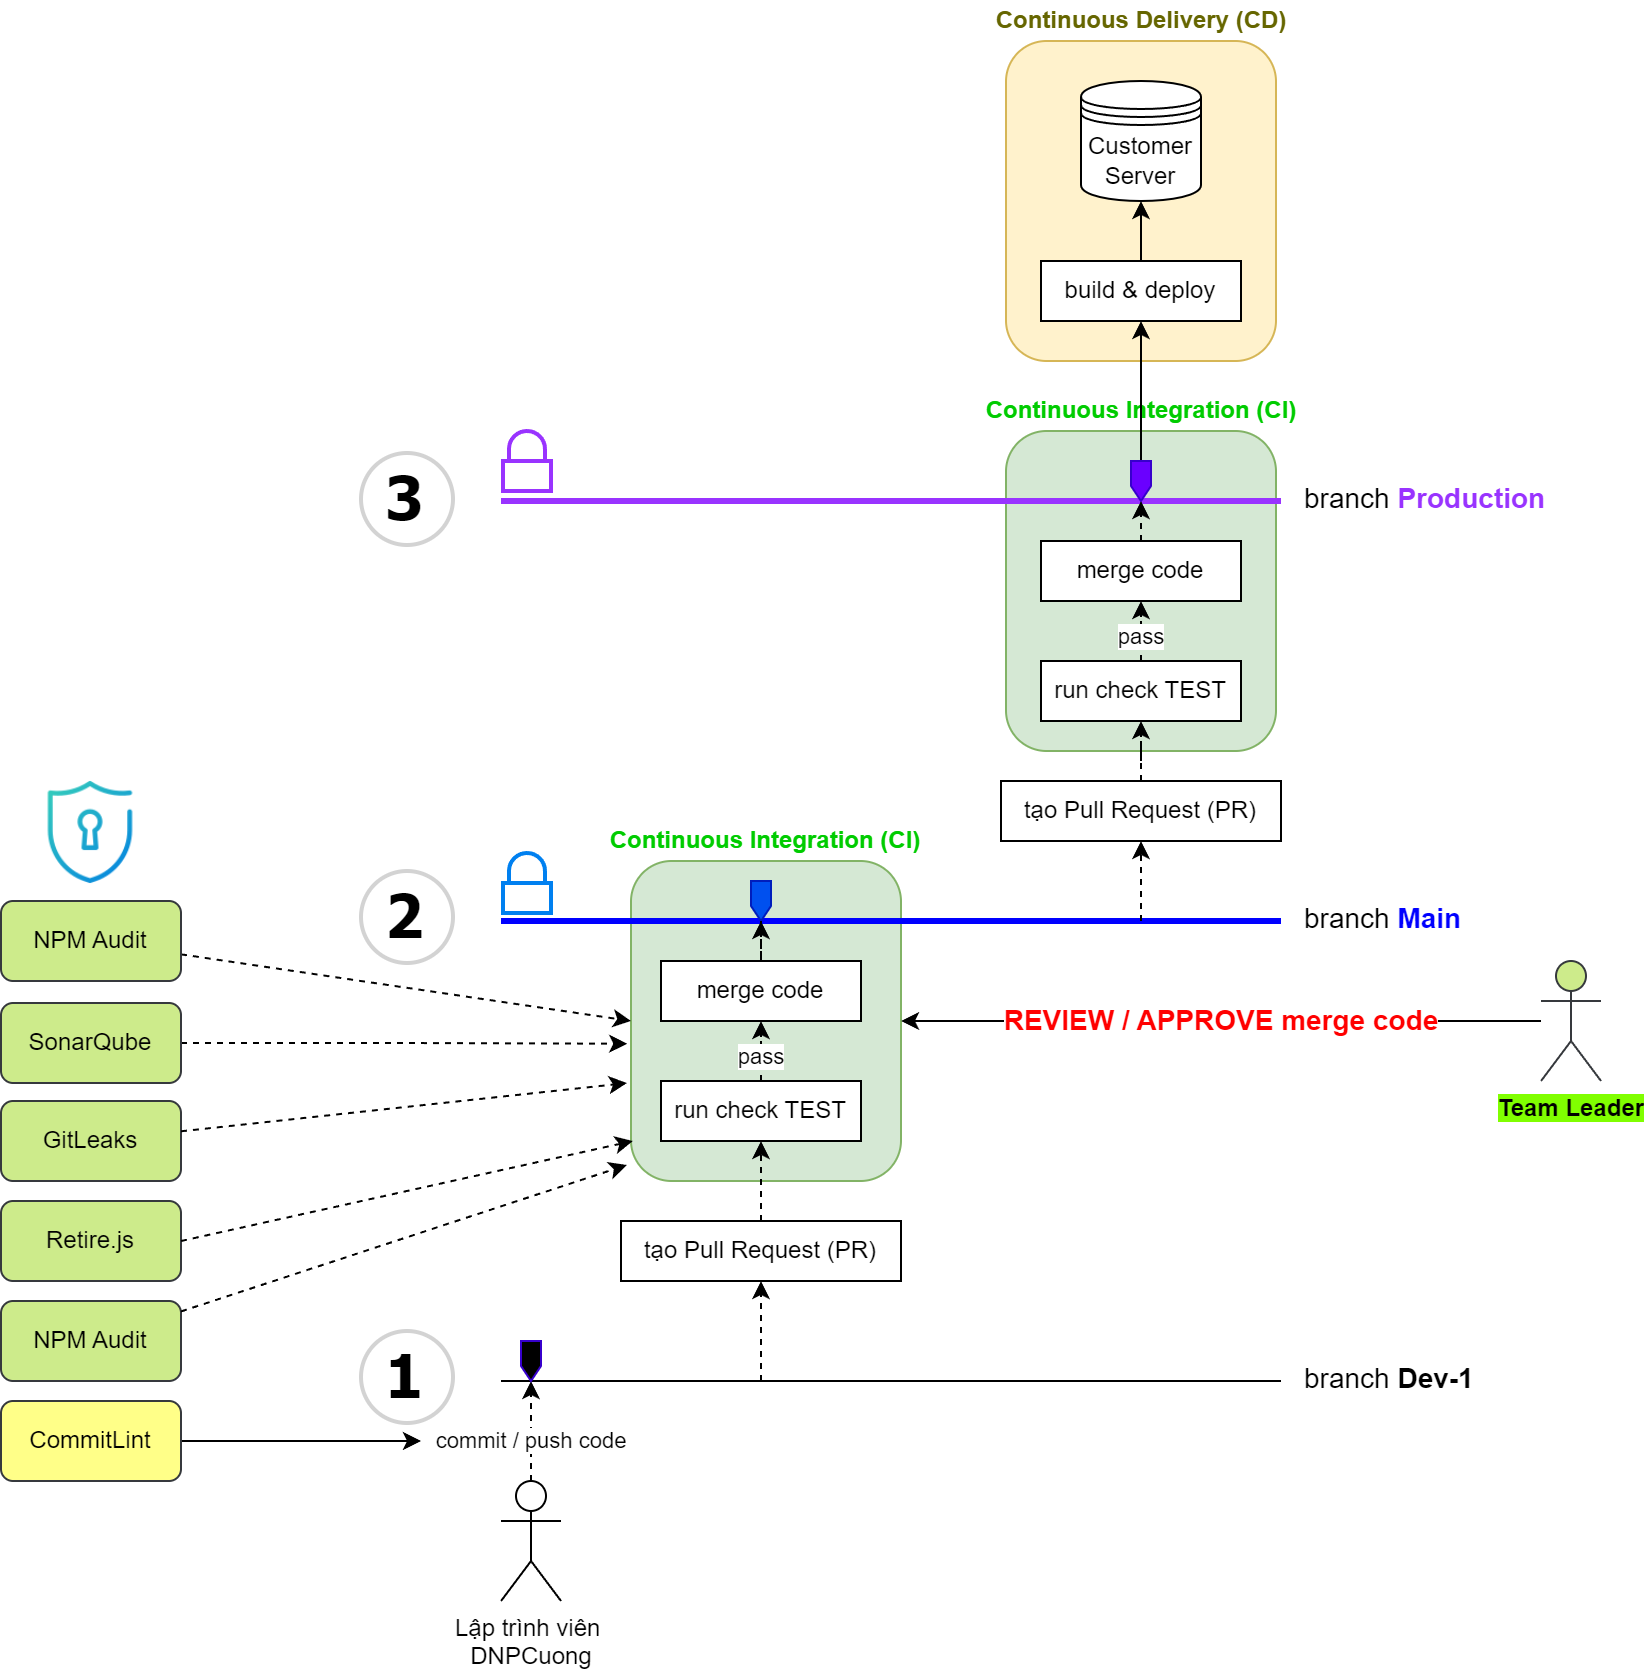 Continuous Delivery (CD)
Customer
Server
build & deploy
Continuous Integration (CI)
3
branch Production
merge code
pass
run check TEST
tạo Pull Request (PR)
Continuous Integration (CI)
2
branch Main
NPM Audit
merge code
REVIEW / APPROVE merge code
SonarQube
pass
Team Leader
run check TEST
GitLeaks
Retire.js
tạo Pull Request (PR)
NPM Audit
1
branch Dev-1
CommitLint
commit / push code
Lập trình viên
DNPCuong